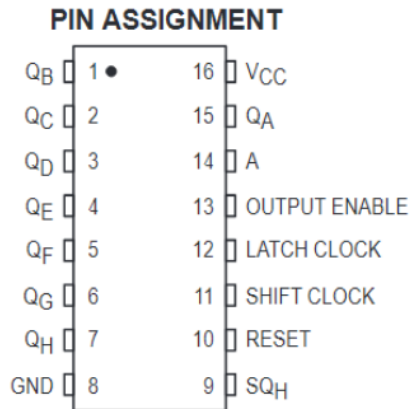 PIN ASSIGNMENT
QB 1 16 VCC
QC 2 15 QA
QD 3 14 A
QE 4 13 OUTPUT ENABLE
QF 5 12 LATCH CLOCK
QG 6 11 SHIFT CLOCK
QH 7 10 RESET
GND 8 9 SQH